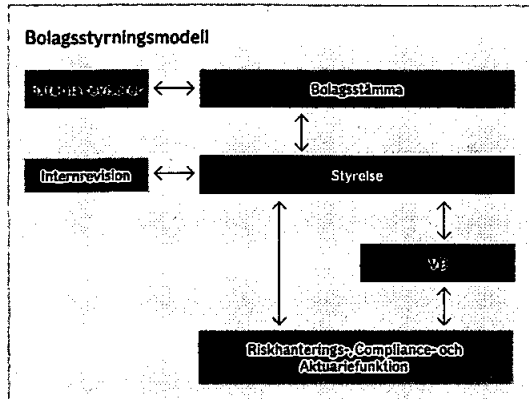 Bolagsstyrningsmodell
Bolagsstämma
Internrevision
Styrelse
VD
Riskhanterings-, Compliance- och
Aktuariefunktion